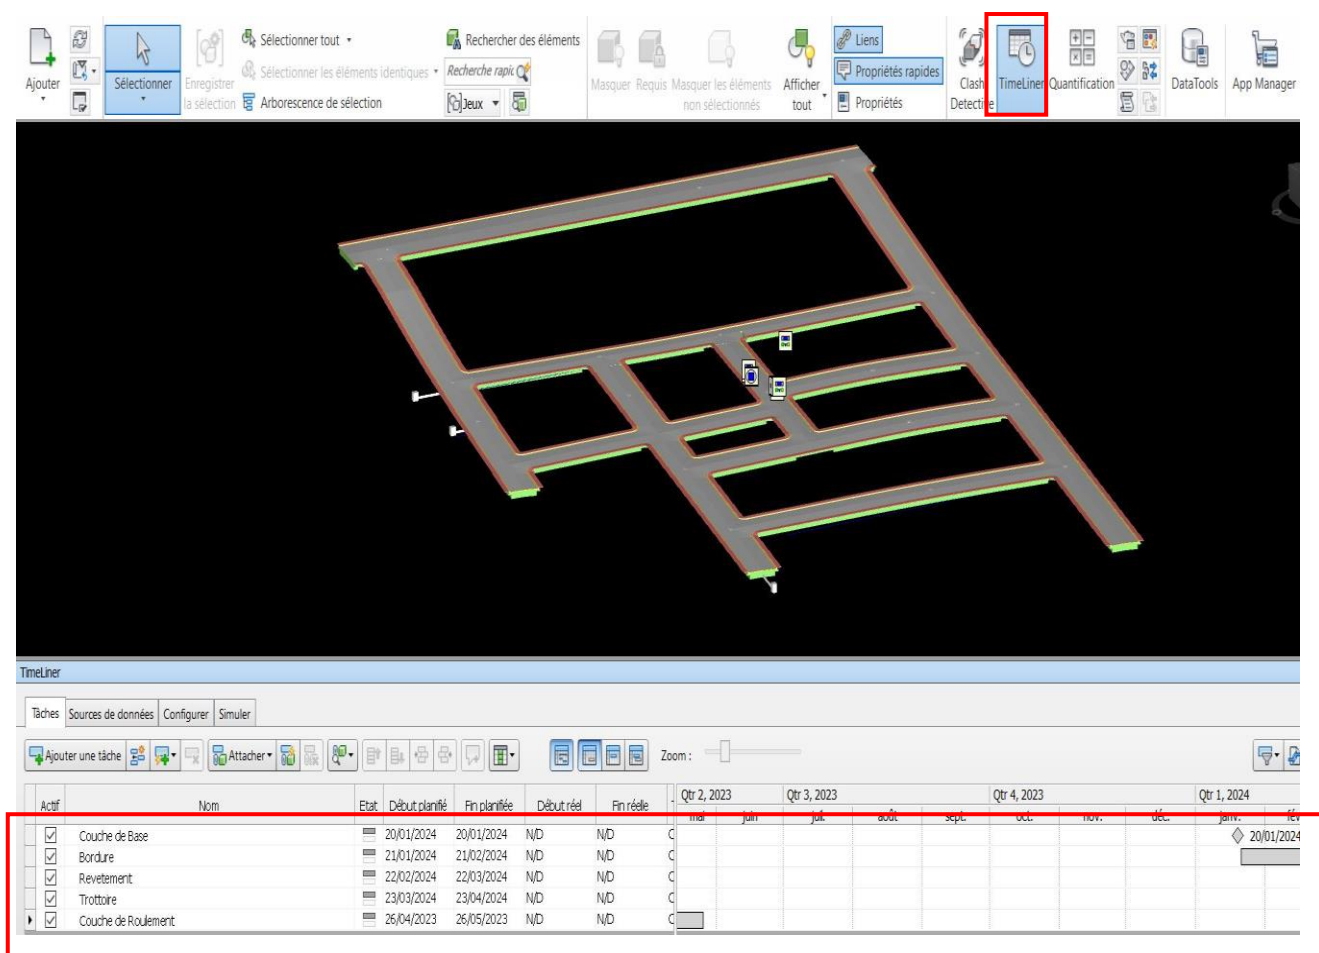 Ajouter
Sélectionner
Enregistrer
la sélection
Sélectionner tout
Sélectionner les éléments identiques
Arborescence de sélection
Rechercher des éléments
Recherche rapic
Jeux
Masquer Requis Masquer les éléments
non sélectionnés
Afficher
tout
Liens
Propriétés rapides
Propriétés
Clash
Detective
TimeLiner
Quantification
DataTools
App Manager
TimeLiner
Tâches Sources de données Configurer Simuler
Ajouter une tâche
Attacher
Zoom :
Actif Nom Etat Début planifié Fin planifiée Début réel Fin réelle
Qtr 2, 2023 Qtr 3, 2023 Qtr 4, 2023 Qtr 1, 2024
mai juin juil. août sept. oct. nov. déc. janv. fév
Couche de Base 20/01/2024 20/01/2024 N/D N/D C 20/01/2024
Bordure 21/01/2024 21/02/2024 N/D N/D C
Revetement 22/02/2024 22/03/2024 N/D N/D C
Trottoire 23/03/2024 23/04/2024 N/D N/D C
Couche de Roulement 26/04/2023 26/05/2023 N/D N/D C